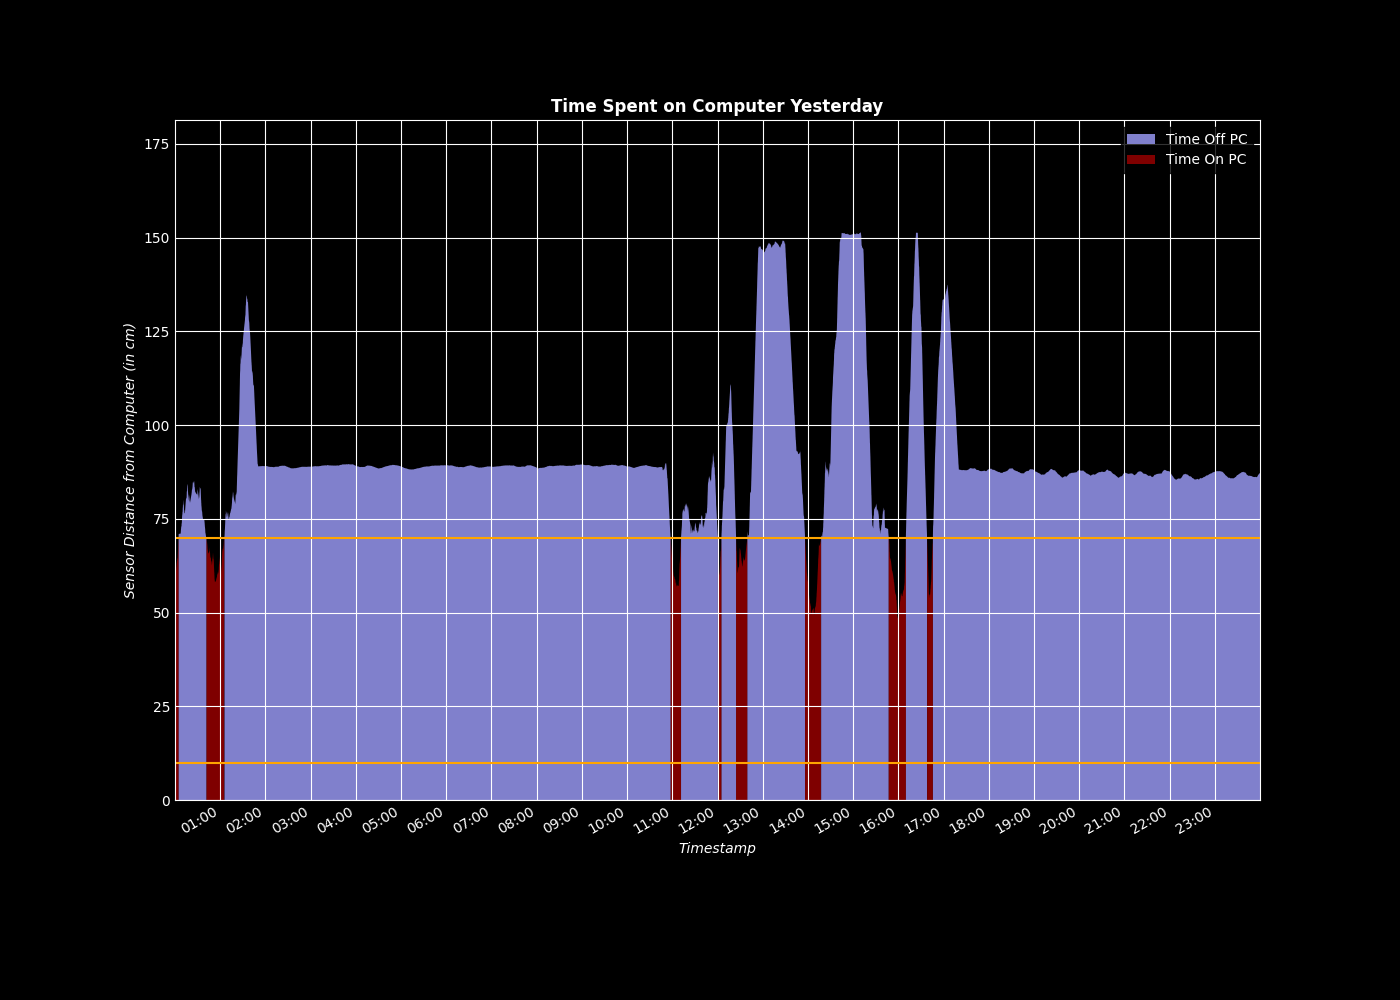 Time Spent on Computer Yesterday
Time Off PC
Time On PC
175
150
125
100
75
50
25
0
Sensor Distance from Computer (in cm)
01:00 02:00 03:00 04:00 05:00 06:00 07:00 08:00 09:00 10:00 11:00 12:00 13:00 14:00 15:00 16:00 17:00 18:00 19:00 20:00 21:00 22:00 23:00
Timestamp